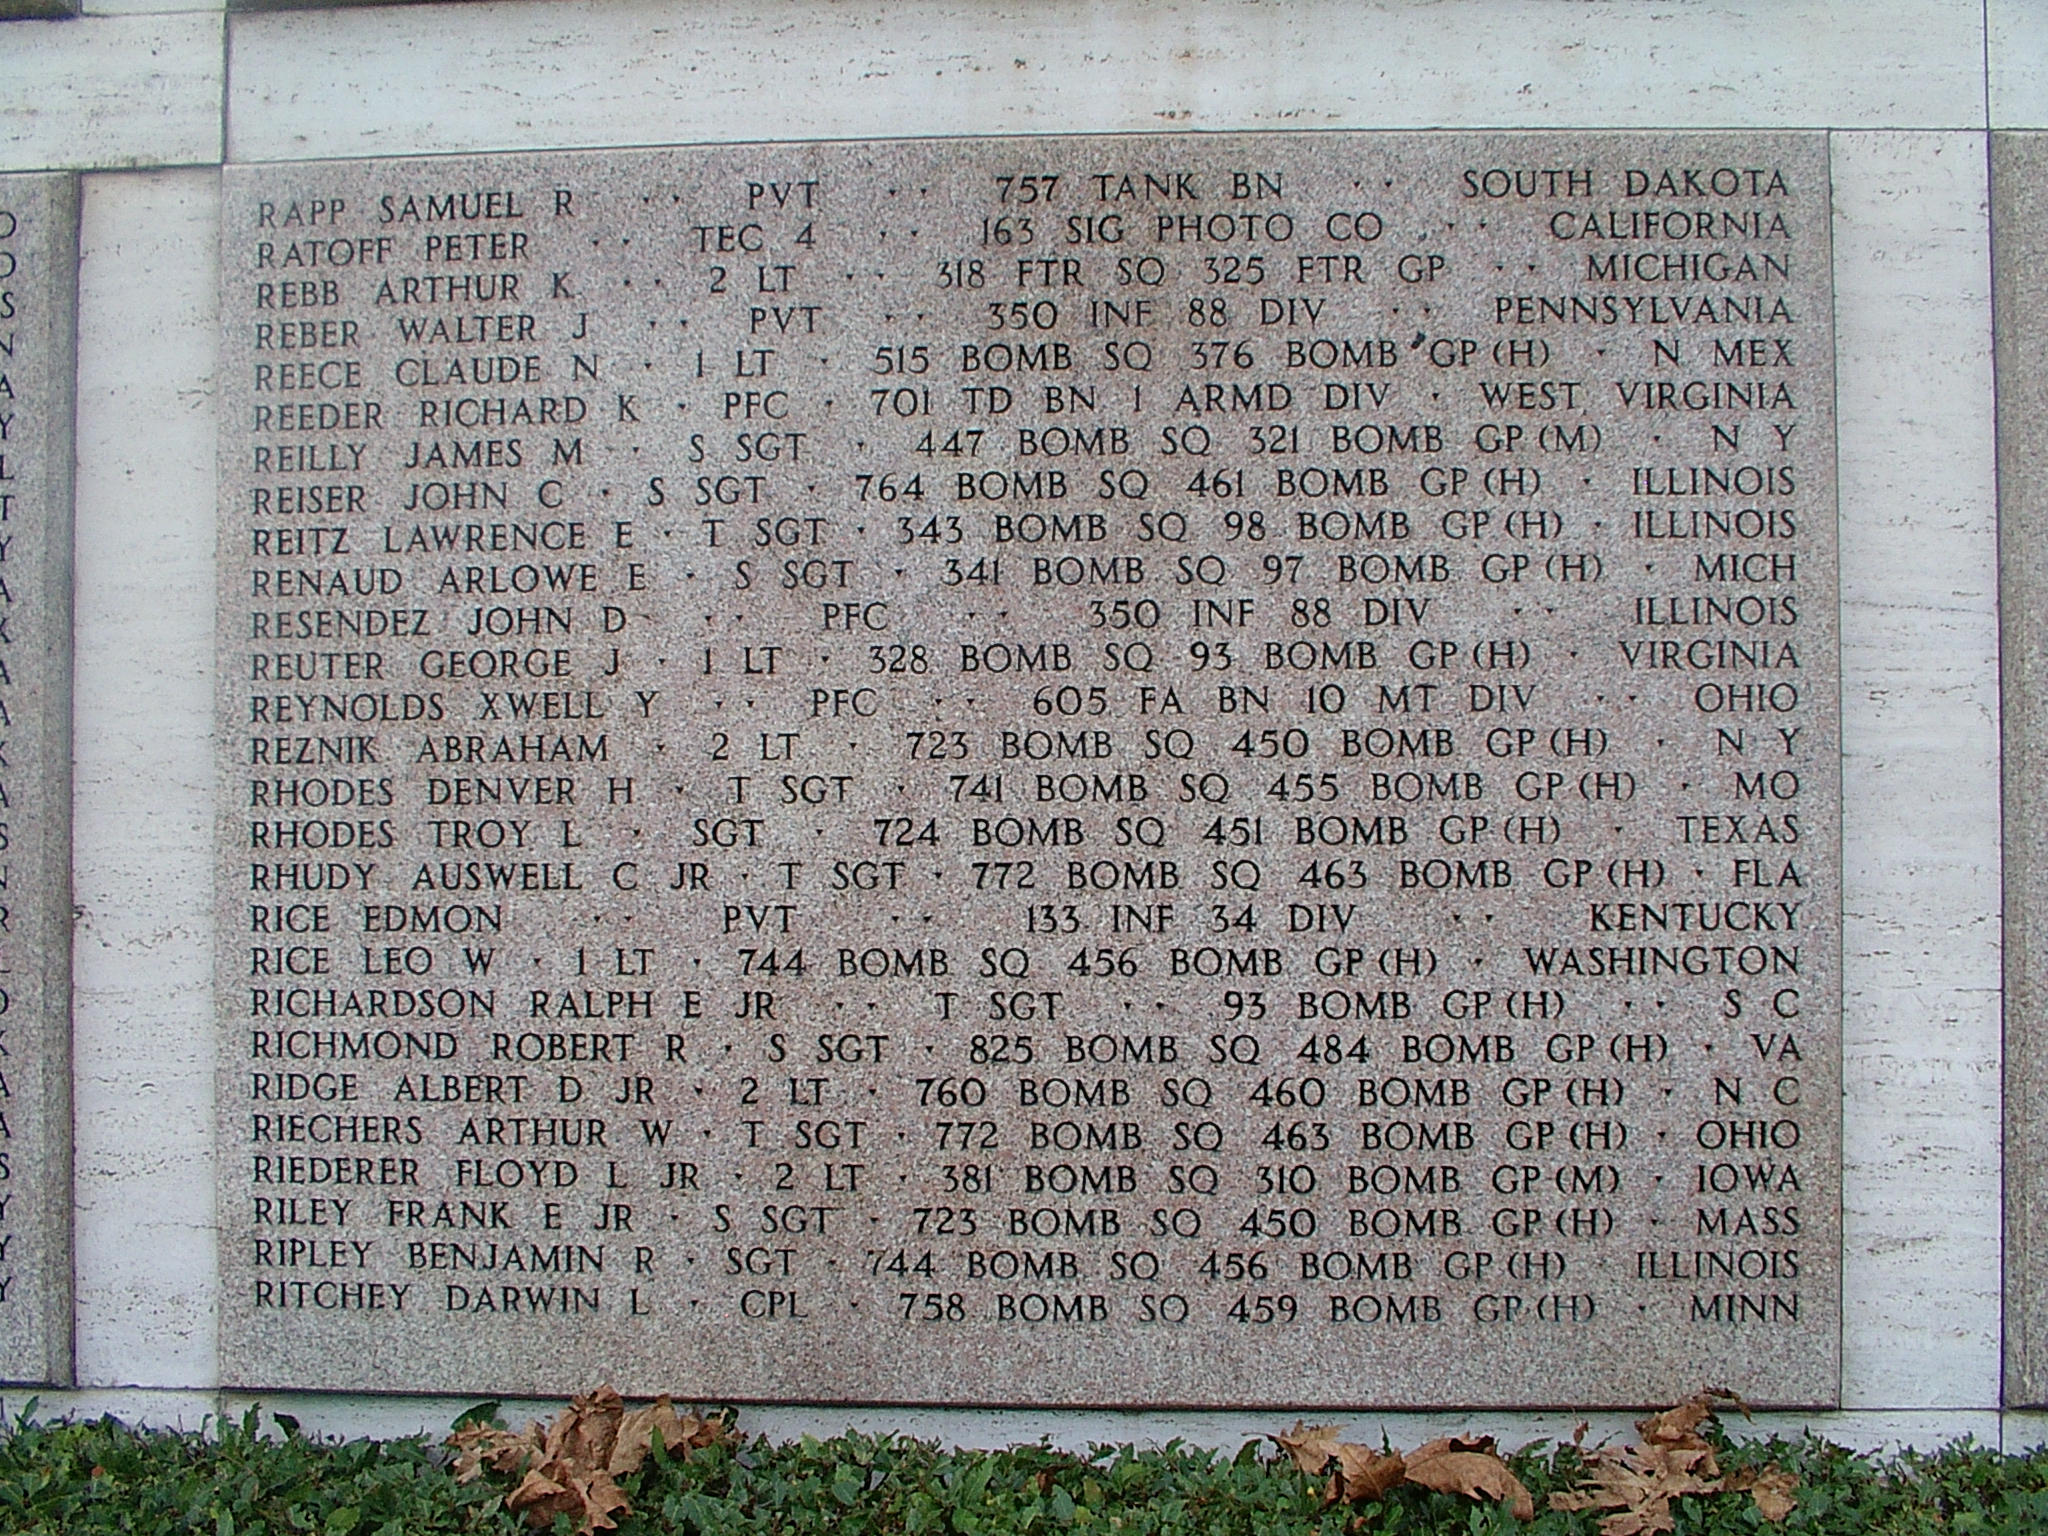 RAPP SAMUEL R · · PVT · · 757 TANK BN · · SOUTH DAKOTA
RATOFF PETER · · TEC 4 · · 163 SIG PHOTO CO · · CALIFORNIA
REBB ARTHUR K · · 2 LT · · 318 FTR SQ 325 FTR GP · · MICHIGAN
REBER WALTER J · · PVT · · 350 INF 88 DIV · · PENNSYLVANIA
REECE CLAUDE N · 1 LT · 515 BOMB SQ 376 BOMB GP (H) · N MEX
REEDER RICHARD K · PFC · 701 TD BN 1 ARMD DIV · WEST VIRGINIA
REILLY JAMES M · S SGT · 447 BOMB SQ 321 BOMB GP (M) · N Y
REISER JOHN C · S SGT · 764 BOMB SQ 461 BOMB GP (H) · ILLINOIS
REITZ LAWRENCE E · T SGT · 343 BOMB SQ 98 BOMB GP (H) · ILLINOIS
RENAUD ARLOWE E · S SGT · 341 BOMB SQ 97 BOMB GP (H) · MICH
RESENDEZ JOHN D · · PFC · · 350 INF 88 DIV · · ILLINOIS
REUTER GEORGE J · 1 LT · 328 BOMB SQ 93 BOMB GP (H) · VIRGINIA
REYNOLDS XWELL Y · · PFC · · 605 FA BN 10 MT DIV · · OHIO
REZNIK ABRAHAM · 2 LT · 723 BOMB SQ 450 BOMB GP (H) · N Y
RHODES DENVER H · T SGT · 741 BOMB SQ 455 BOMB GP (H) · MO
RHODES TROY L · SGT · 724 BOMB SQ 451 BOMB GP (H) · TEXAS
RHUDY AUSWELL C JR · T SGT · 772 BOMB SQ 463 BOMB GP (H) · FLA
RICE EDMON · · PVT · · 133 INF 34 DIV · · KENTUCKY
RICE LEO W · 1 LT · 744 BOMB SQ 456 BOMB GP (H) · WASHINGTON
RICHARDSON RALPH E JR · · T SGT · · 93 BOMB GP (H) · · S C
RICHMOND ROBERT R · S SGT · 825 BOMB SQ 484 BOMB GP (H) · VA
RIDGE ALBERT D JR · 2 LT · 760 BOMB SQ 460 BOMB GP (H) · N C
RIECHERS ARTHUR W · T SGT · 772 BOMB SQ 463 BOMB GP (H) · OHIO
RIEDERER FLOYD L JR · 2 LT · 381 BOMB SQ 310 BOMB GP (M) · IOWA
RILEY FRANK E JR · S SGT · 723 BOMB SQ 450 BOMB GP (H) · MASS
RIPLEY BENJAMIN R · SGT · 744 BOMB SQ 456 BOMB GP (H) · ILLINOIS
RITCHEY DARWIN L · CPL · 758 BOMB SQ 459 BOMB GP (H) · MINN